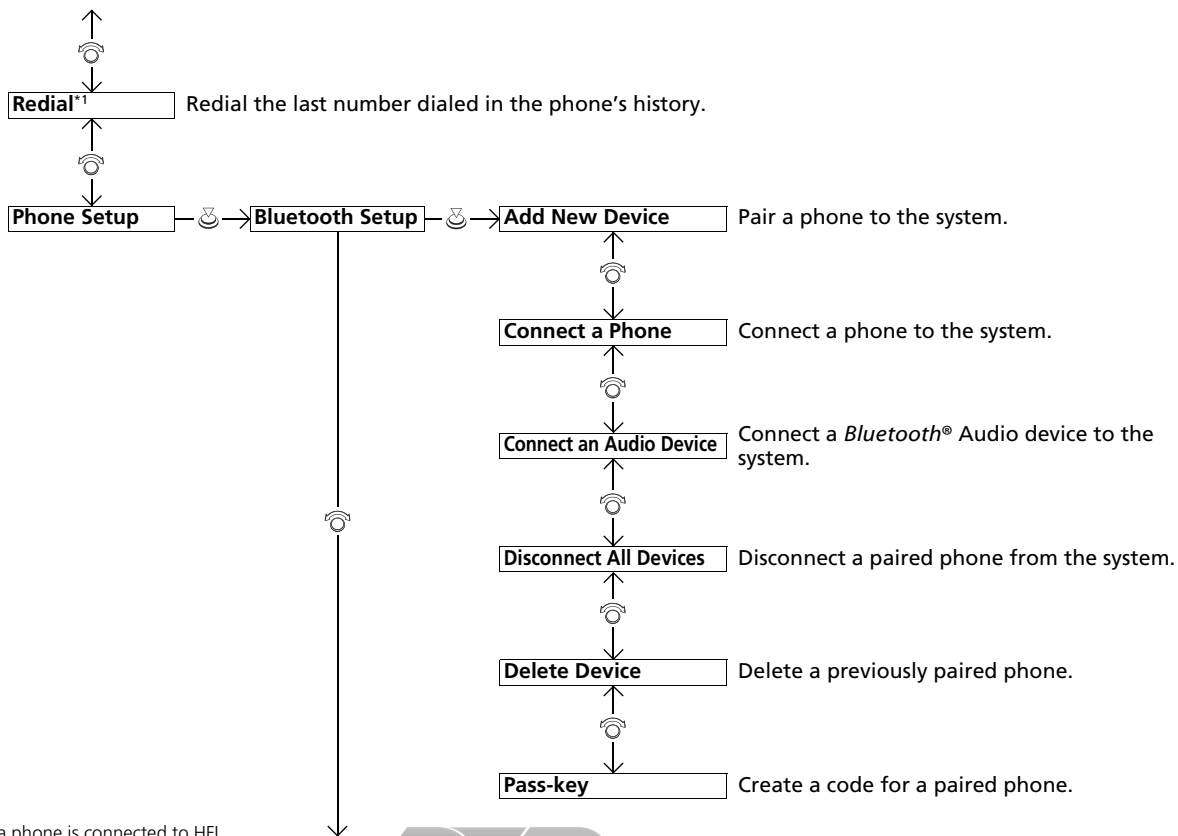 Redial*1 Redial the last number dialed in the phone's history.
Phone Setup Bluetooth Setup Add New Device Pair a phone to the system.
Connect a Phone Connect a phone to the system.
Connect an Audio Device Connect a Bluetooth® Audio device to the
system.
Disconnect All Devices Disconnect a paired phone from the system.
Delete Device Delete a previously paired phone.
Pass-key Create a code for a paired phone.
a phone is connected to HFL